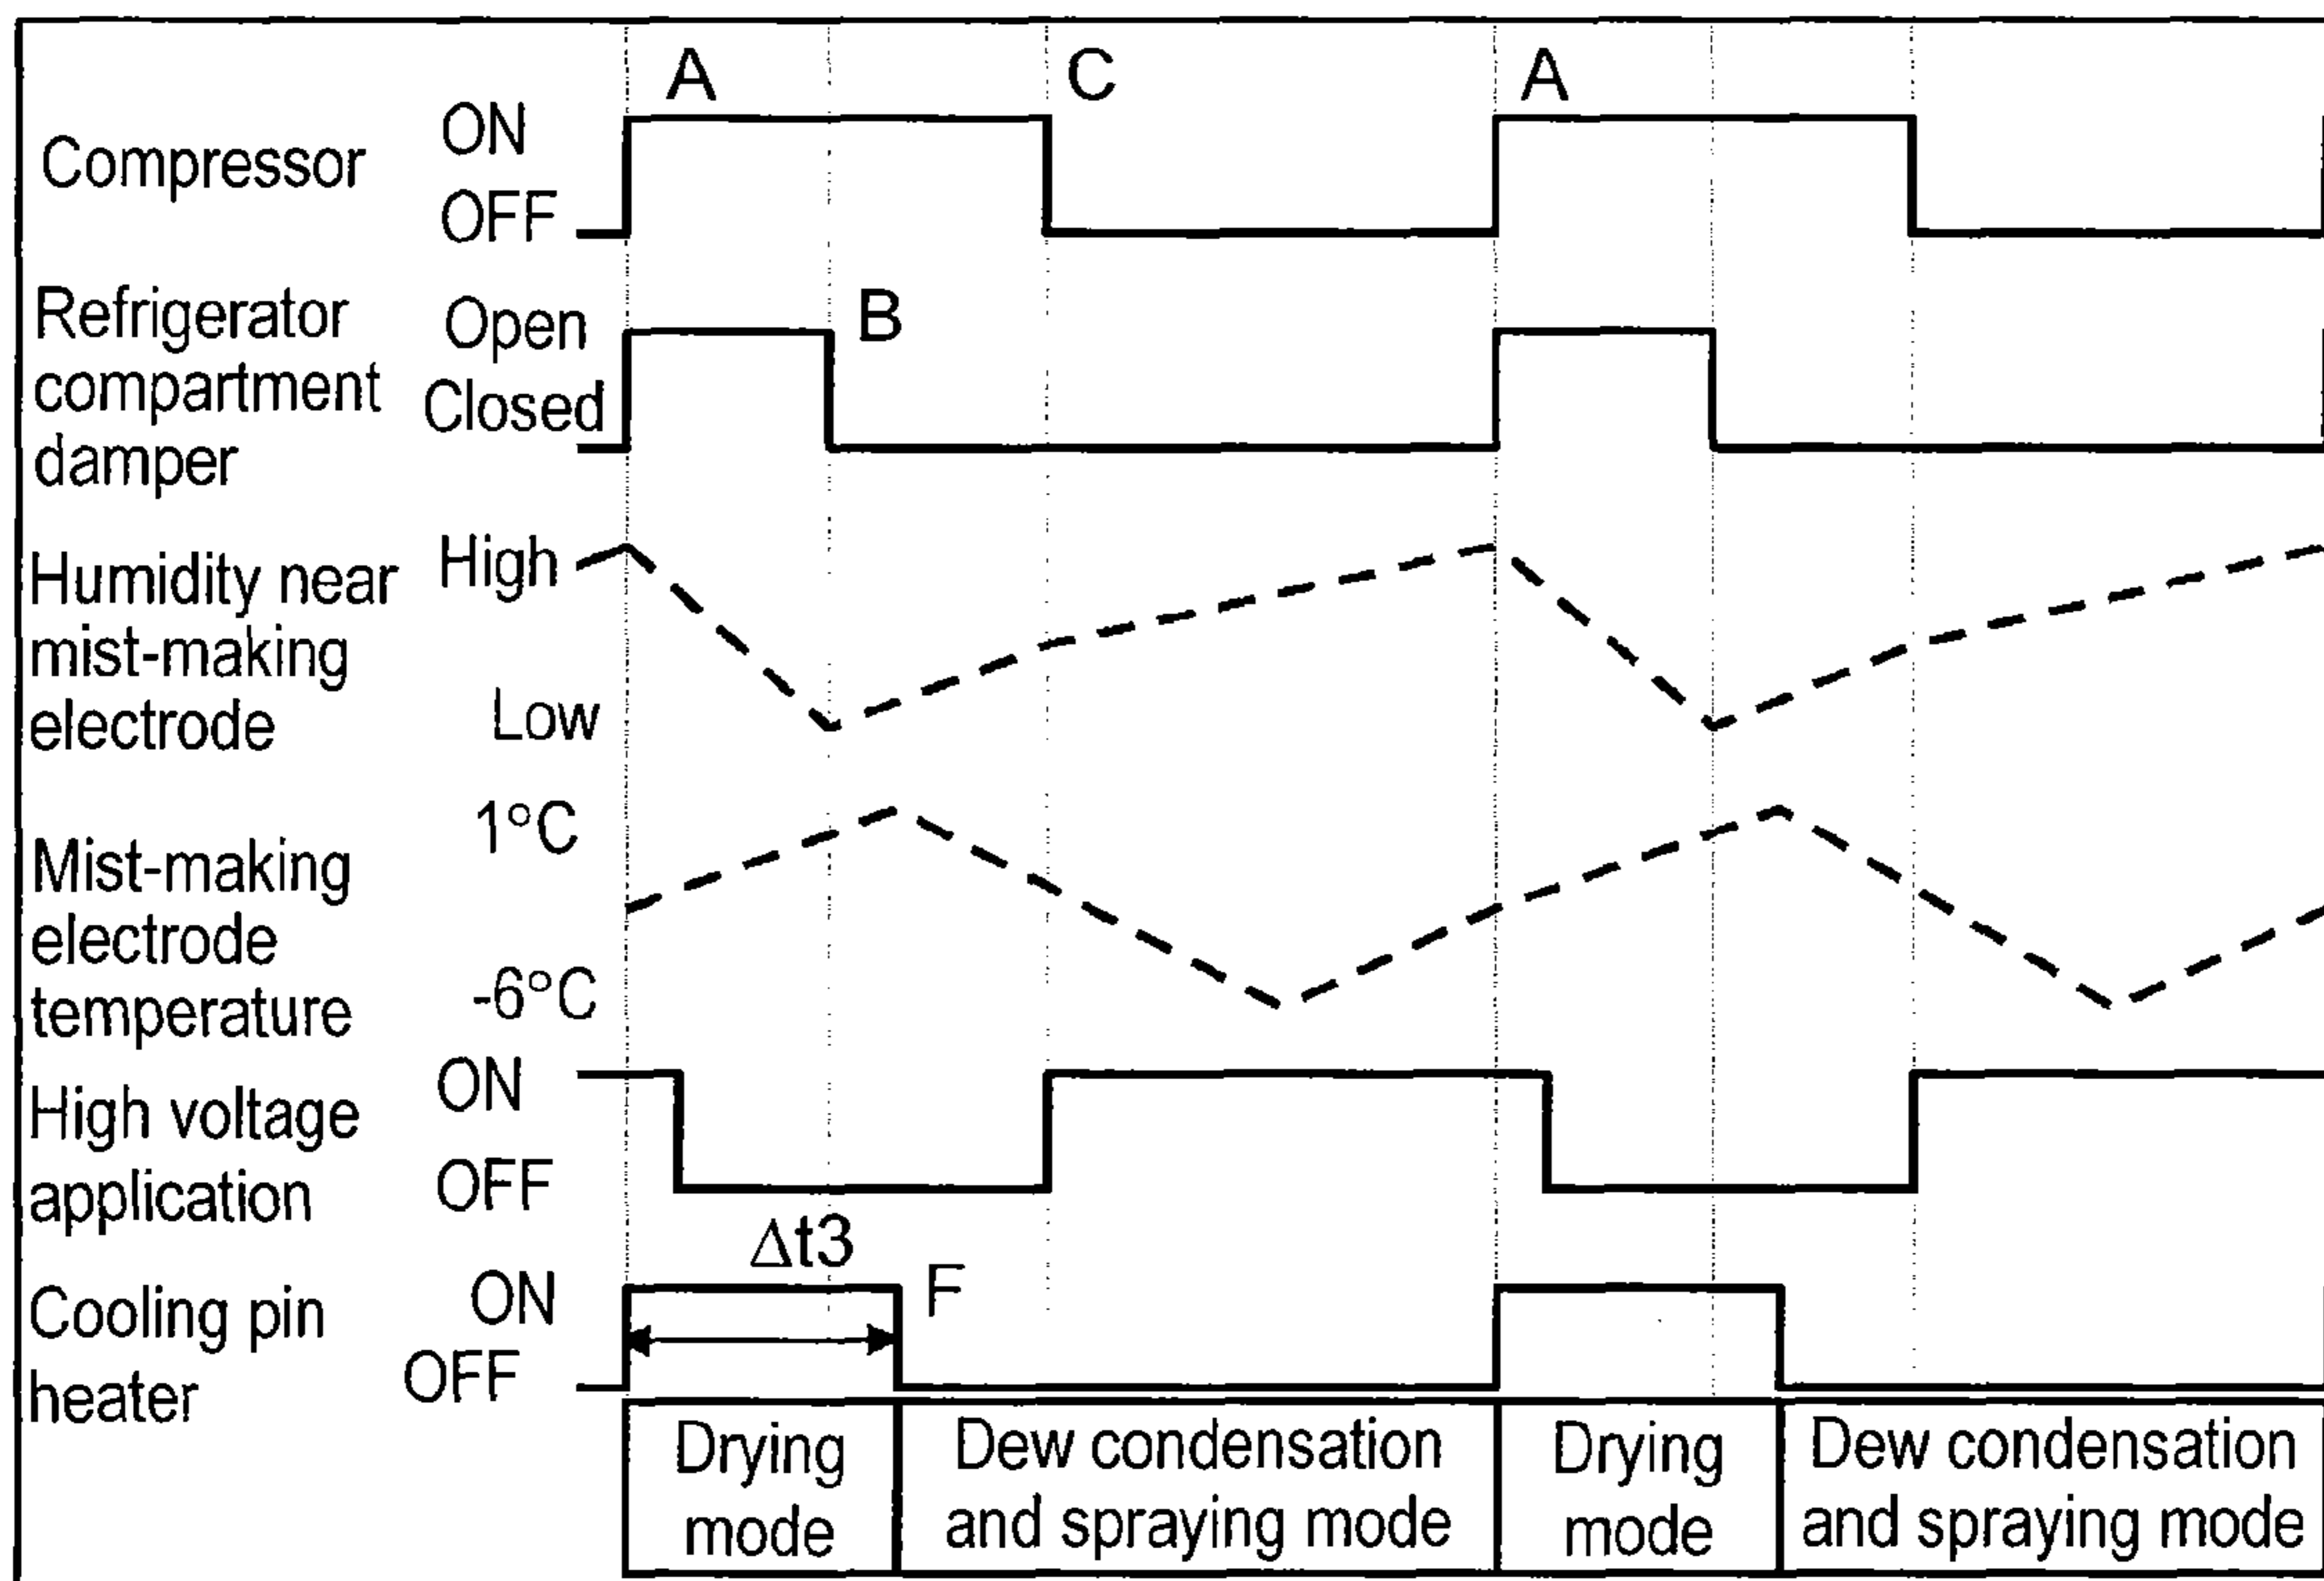 A
C
A
Compressor
ON
OFF
Refrigerator
compartment
damper
Open
Closed
B
Humidity near
mist-making
electrode
High
Low
Mist-making
electrode
temperature
1°C
-6°C
High voltage
application
ON
OFF
Δt3
F
Cooling pin
heater
ON
OFF
Drying
mode
Dew condensation
and spraying mode
Drying
mode
Dew condensation
and spraying mode